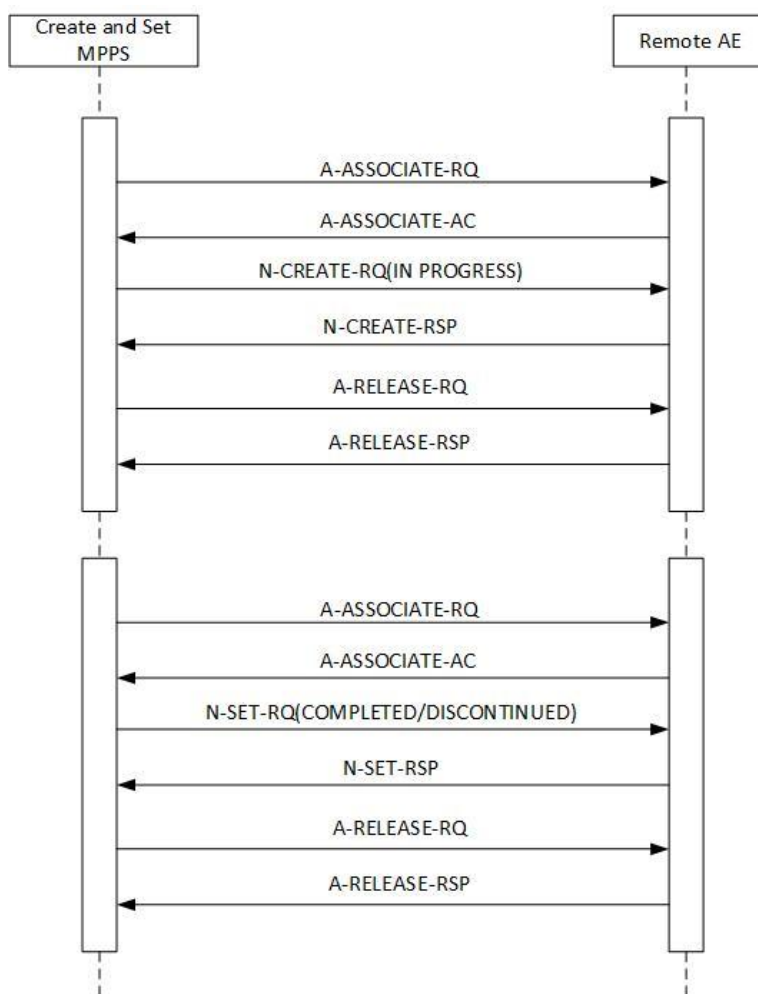 Create and Set
MPPS
Remote AE
A-ASSOCIATE-RQ
A-ASSOCIATE-AC
N-CREATE-RQ(IN PROGRESS)
N-CREATE-RSP
A-RELEASE-RQ
A-RELEASE-RSP
A-ASSOCIATE-RQ
A-ASSOCIATE-AC
N-SET-RQ(COMPLETED/DISCONTINUED)
N-SET-RSP
A-RELEASE-RQ
A-RELEASE-RSP